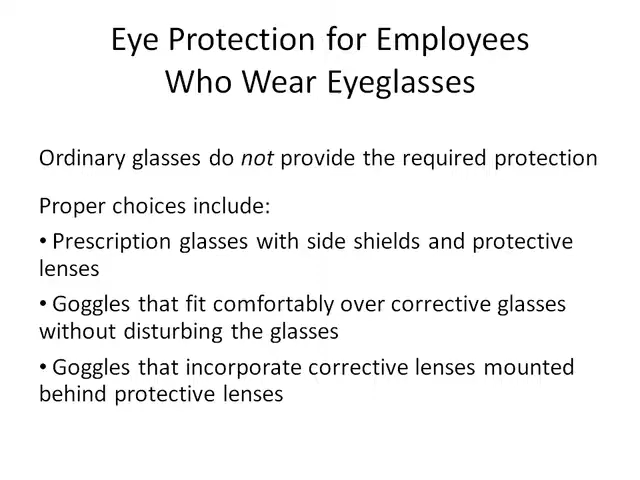 Eye Protection for Employees
Who Wear Eyeglasses
Ordinary glasses do not provide the required protection
Proper choices include:
• Prescription glasses with side shields and protective
lenses
• Goggles that fit comfortably over corrective glasses
without disturbing the glasses
• Goggles that incorporate corrective lenses mounted
behind protective lenses